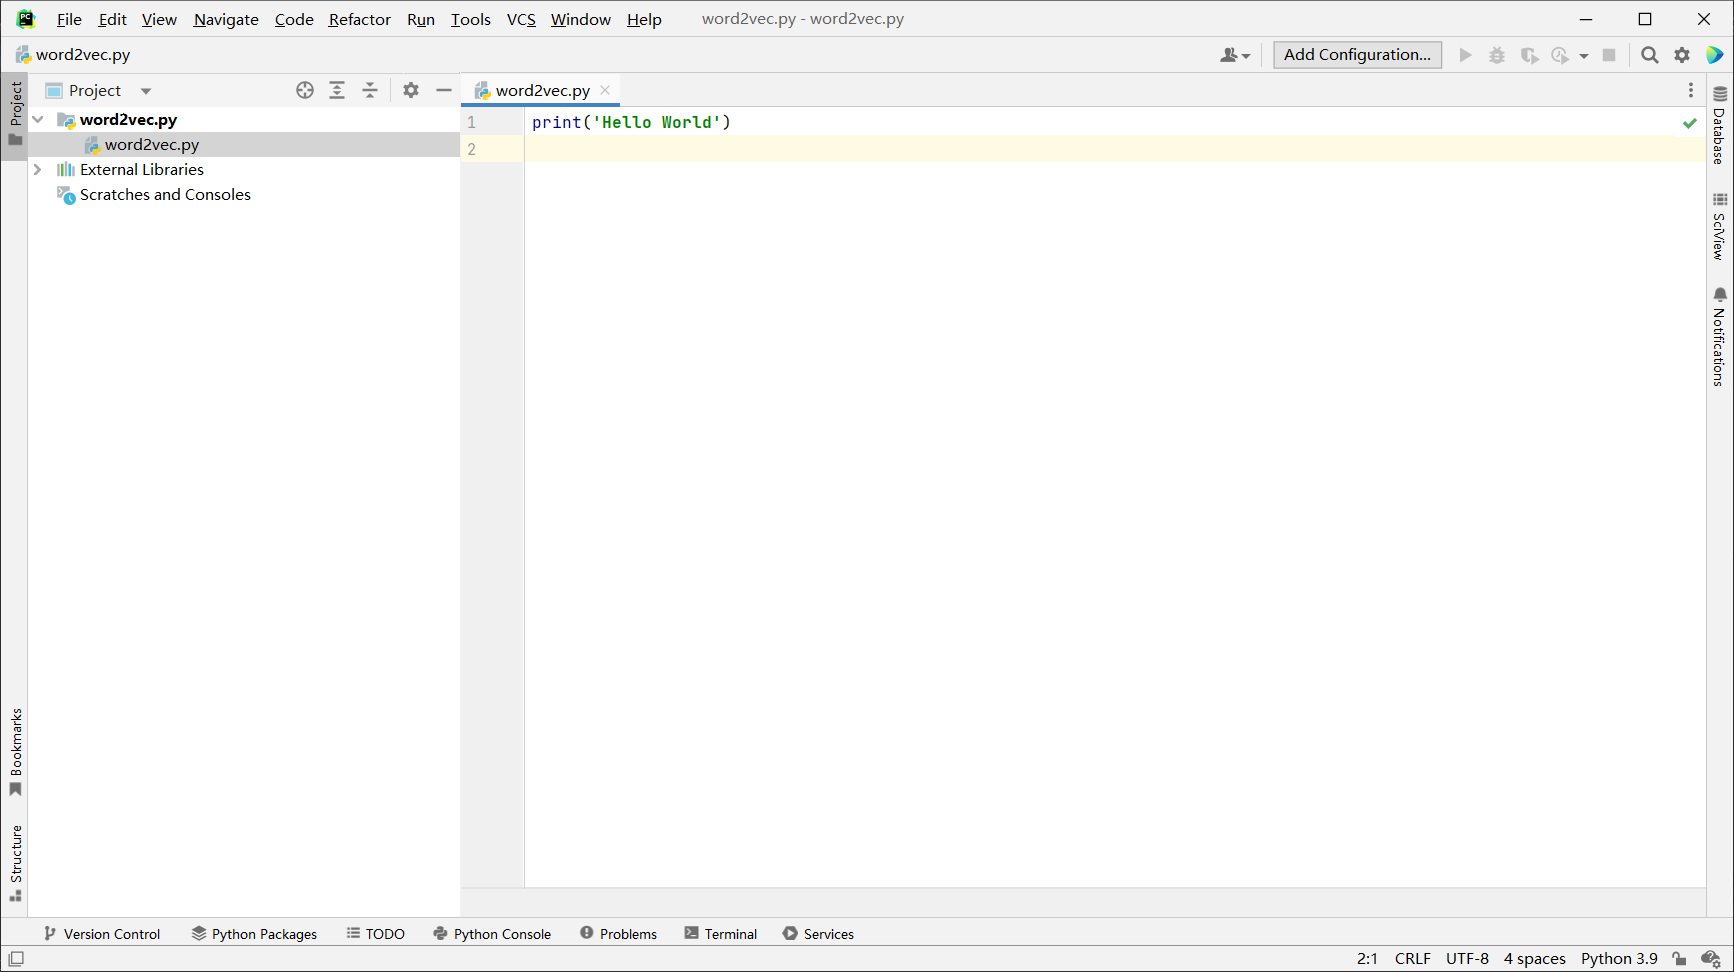 PC
File Edit View Navigate Code Refactor Run Tools VCS Window Help word2vec.py - word2vec.py
word2vec.py Add Configuration...
Project
Project
word2vec.py
word2vec.py
External Libraries
Scratches and Consoles
word2vec.py
1 print('Hello World')
2
Database
SciView
Notifications
Bookmarks
Structure
Version Control Python Packages TODO Python Console Problems Terminal Services
2:1 CRLF UTF-8 4 spaces Python 3.9